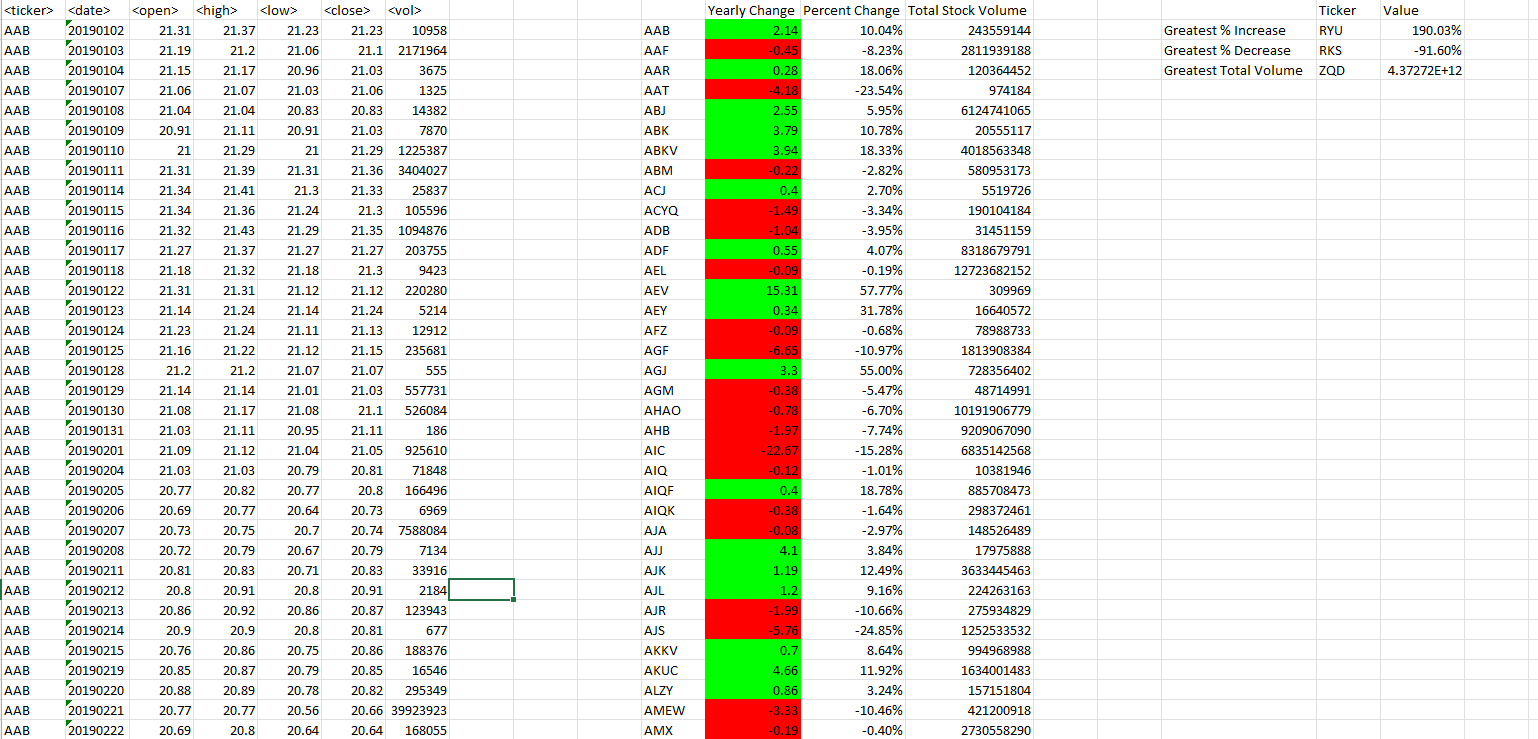 <ticker> <date> <open> <high> <low> <close> <vol> Yearly Change Percent Change Total Stock Volume Ticker Value
AAB 20190102 21.31 21.37 21.23 21.23 10958 AAB 2.14 10.04% 243559144 Greatest % Increase RYU 190.03%
AAB 20190103 21.19 21.2 21.06 21.1 2171964 AAF -0.45 -8.23% 2811939188 Greatest % Decrease RKS -91.60%
AAB 20190104 21.15 21.17 20.96 21.03 3675 AAR 0.28 18.06% 120364452 Greatest Total Volume ZQD 4.37272E+12
AAB 20190107 21.06 21.07 21.03 21.06 1325 AAT -4.18 -23.54% 974184
AAB 20190108 21.04 21.04 20.83 20.83 14382 ABJ 2.55 5.95% 6124741065
AAB 20190109 20.91 21.11 20.91 21.03 7870 ABK 3.79 10.78% 20555117
AAB 20190110 21 21.29 21 21.29 1225387 ABKV 3.94 18.33% 4018563348
AAB 20190111 21.31 21.39 21.31 21.36 3404027 ABM -0.22 -2.82% 580953173
AAB 20190114 21.34 21.41 21.3 21.33 25837 ACJ 0.4 2.70% 5519726
AAB 20190115 21.34 21.36 21.24 21.3 105596 ACYQ -1.49 -3.34% 190104184
AAB 20190116 21.32 21.43 21.29 21.35 1094876 ADB -1.04 -3.95% 31451159
AAB 20190117 21.27 21.37 21.27 21.27 203755 ADF 0.55 4.07% 8318679791
AAB 20190118 21.18 21.32 21.18 21.3 9423 AEL -0.09 -0.19% 12723682152
AAB 20190122 21.31 21.31 21.12 21.12 220280 AEV 15.31 57.77% 309969
AAB 20190123 21.14 21.24 21.14 21.24 5214 AEY 0.34 31.78% 16640572
AAB 20190124 21.23 21.24 21.11 21.13 12912 AFZ -0.09 -0.68% 78988733
AAB 20190125 21.16 21.22 21.12 21.15 235681 AGF -6.65 -10.97% 1813908384
AAB 20190128 21.2 21.2 21.07 21.07 555 AGJ 3.3 55.00% 728356402
AAB 20190129 21.14 21.14 21.01 21.03 557731 AGM -0.38 -5.47% 48714991
AAB 20190130 21.08 21.17 21.08 21.1 526084 AHAO -0.78 -6.70% 10191906779
AAB 20190131 21.03 21.11 20.95 21.11 186 AHB -1.97 -7.74% 9209067090
AAB 20190201 21.09 21.12 21.04 21.05 925610 AIC -22.67 -15.28% 6835142568
AAB 20190204 21.03 21.03 20.79 20.81 71848 AIQ -0.12 -1.01% 10381946
AAB 20190205 20.77 20.82 20.77 20.8 166496 AIQF 0.4 18.78% 885708473
AAB 20190206 20.69 20.77 20.64 20.73 6969 AIQK -0.38 -1.64% 298372461
AAB 20190207 20.73 20.75 20.7 20.74 7588084 AJA -0.08 -2.97% 148526489
AAB 20190208 20.72 20.79 20.67 20.79 7134 AJJ 4.1 3.84% 17975888
AAB 20190211 20.81 20.83 20.71 20.83 33916 AJK 1.19 12.49% 3633445463
AAB 20190212 20.8 20.91 20.8 20.91 2184 AJL 1.2 9.16% 224263163
AAB 20190213 20.86 20.92 20.86 20.87 123943 AJR -1.99 -10.66% 275934829
AAB 20190214 20.9 20.9 20.8 20.81 677 AJS -5.76 -24.85% 1252533532
AAB 20190215 20.76 20.86 20.75 20.86 188376 AKKV 0.7 8.64% 994968988
AAB 20190219 20.85 20.87 20.79 20.85 16546 AKUC 4.66 11.92% 1634001483
AAB 20190220 20.88 20.89 20.78 20.82 295349 ALZY 0.86 3.24% 157151804
AAB 20190221 20.77 20.77 20.56 20.66 39923923 AMEW -3.33 -10.46% 421200918
AAB 20190222 20.69 20.8 20.64 20.64 168055 AMX -0.19 -0.40% 2730558290